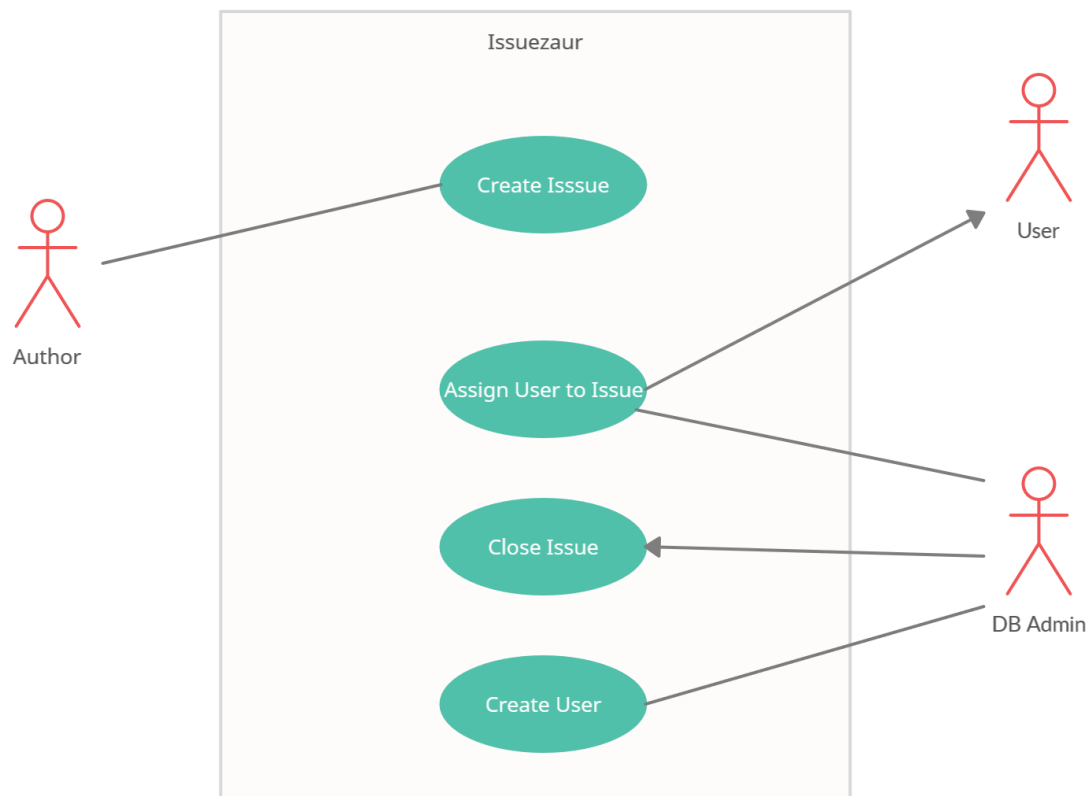 Issuezaur
Create Isssue
User
Author
Assign User to Issue
Close Issue
DB Admin
Create User